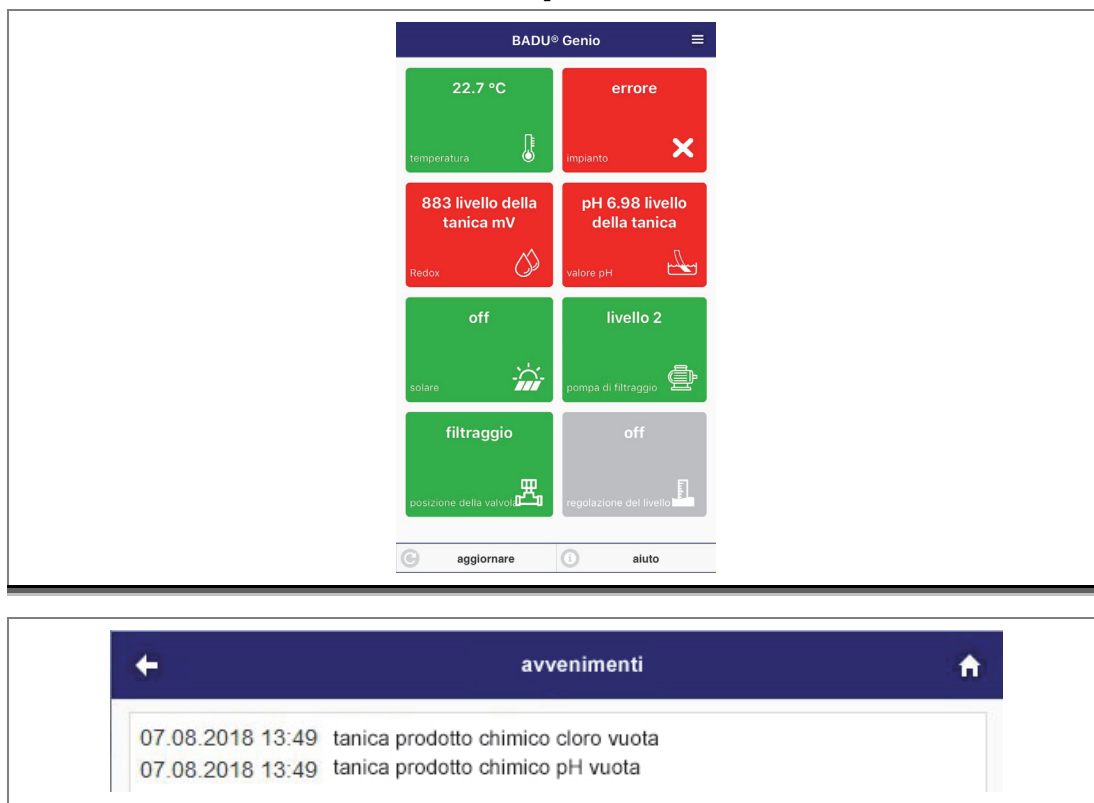 BADU® Genio
22.7 °C
temperatura
errore
impianto
883 livello della
tanica mV
Redox
pH 6.98 livello
della tanica
valore pH
off
solare
livello 2
pompa di filtraggio
filtraggio
posizione della valvola
off
regolazione del livello
aggiornare
aiuto
avvenimenti
07.08.2018 13:49 tanica prodotto chimico cloro vuota
07.08.2018 13:49 tanica prodotto chimico pH vuota